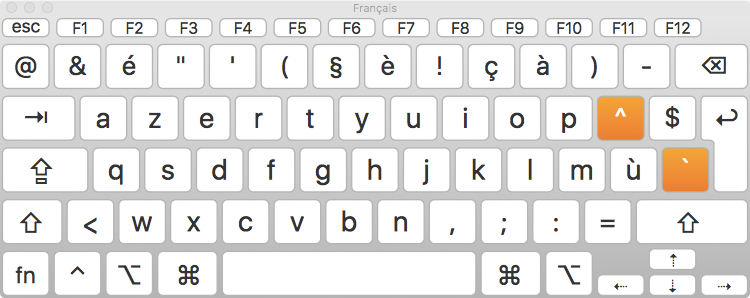 Français
esc F1 F2 F3 F4 F5 F6 F7 F8 F9 F10 F11 F12
@ & é " ' ( § è ! ç à ) - ⌫
⇥ a z e r t y u i o p ^ $ ↩
⇪ q s d f g h j k l m ù `
⇧ < w x c v b n , ; : = ⇧
fn ^ ⌥ ⌘ ⌘ ⌥ ⇠ ⇡ ⇣ ⇢